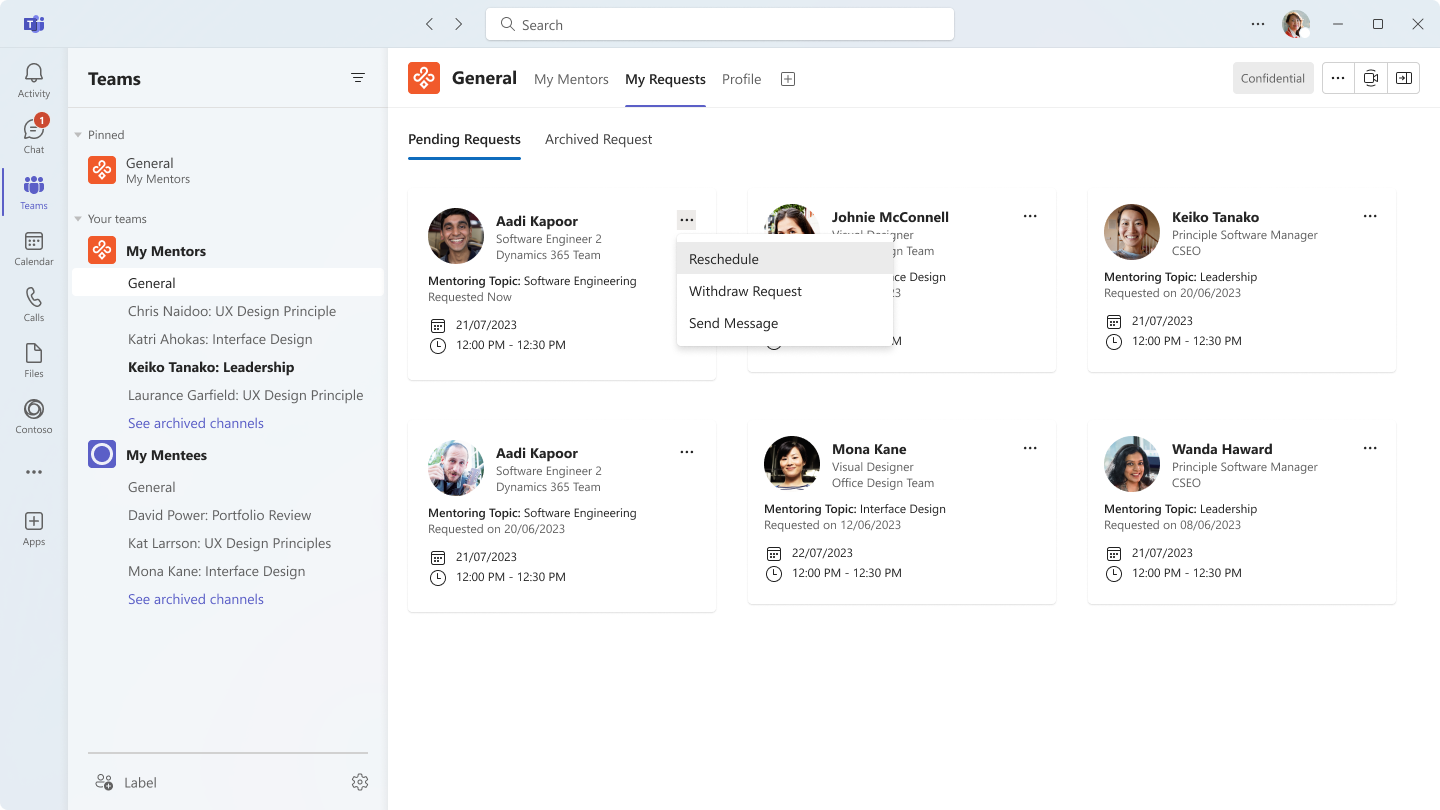 Search
Activity
1
Chat
Teams
Calendar
Calls
Files
Contoso
Apps
Teams
Pinned
General
My Mentors
Your teams
My Mentors
General
Chris Naidoo: UX Design Principle
Katri Ahokas: Interface Design
Keiko Tanako: Leadership
Laurance Garfield: UX Design Principle
See archived channels
My Mentees
General
David Power: Portfolio Review
Kat Larrson: UX Design Principles
Mona Kane: Interface Design
See archived channels
Label
General My Mentors My Requests Profile
Confidential
Pending Requests Archived Request
Aadi Kapoor
Software Engineer 2
Dynamics 365 Team
Mentoring Topic: Software Engineering
Requested Now
21/07/2023
12:00 PM - 12:30 PM
Reschedule
Withdraw Request
Send Message
Johnie McConnell
Visual Designer
gn Team
ce Design
23
M
Keiko Tanako
Principle Software Manager
CSEO
Mentoring Topic: Leadership
Requested on 20/06/2023
21/07/2023
12:00 PM - 12:30 PM
Aadi Kapoor
Software Engineer 2
Dynamics 365 Team
Mentoring Topic: Software Engineering
Requested on 20/06/2023
21/07/2023
12:00 PM - 12:30 PM
Mona Kane
Visual Designer
Office Design Team
Mentoring Topic: Interface Design
Requested on 12/06/2023
22/07/2023
12:00 PM - 12:30 PM
Wanda Haward
Principle Software Manager
CSEO
Mentoring Topic: Leadership
Requested on 08/06/2023
21/07/2023
12:00 PM - 12:30 PM